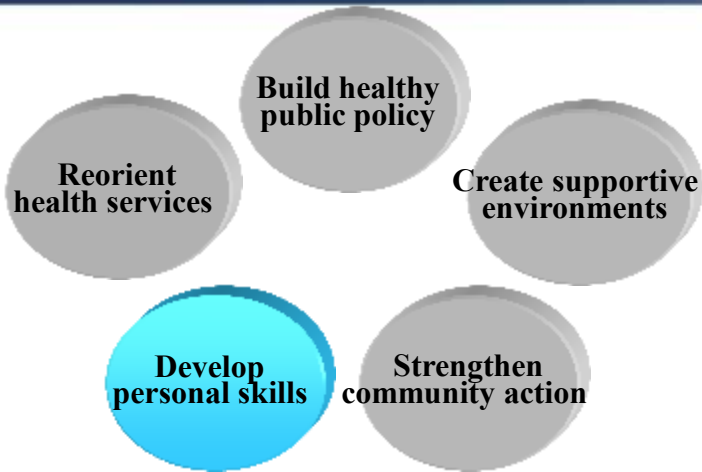 Build healthy
public policy
Reorient
health services
Create supportive
environments
Develop
personal skills
Strengthen
community action